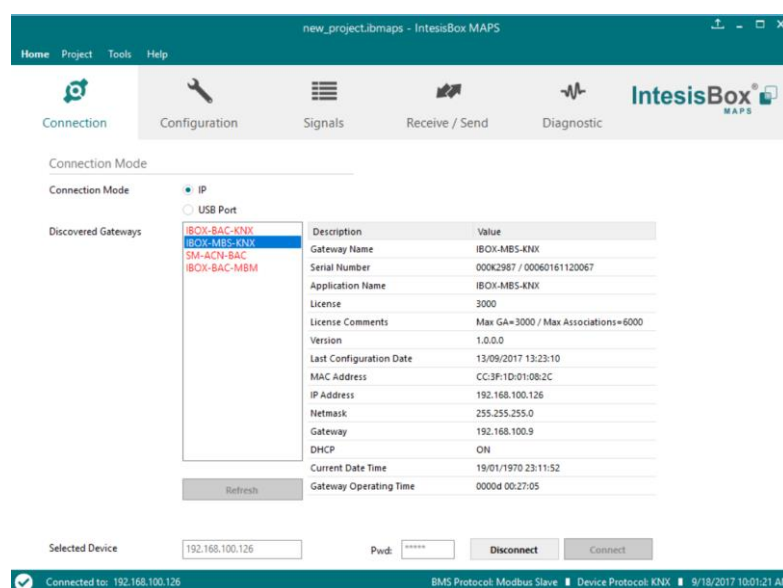 new_project.ibmaps - IntesisBox MAPS
Home Project Tools Help
Connection Configuration Signals Receive / Send Diagnostic
IntesisBox®
MAPS
Connection Mode
Connection Mode IP
USB Port
Discovered Gateways
IBOX-BAC-KNX
IBOX-MBS-KNX
SM-ACN-BAC
IBOX-BAC-MBM
Description Value
Gateway Name IBOX-MBS-KNX
Serial Number 000K2987 / 00060161120067
Application Name IBOX-MBS-KNX
License 3000
License Comments Max GA=3000 / Max Associations=6000
Version 1.0.0.0
Last Configuration Date 13/09/2017 13:23:10
MAC Address CC:3F:1D:01:08:2C
IP Address 192.168.100.126
Netmask 255.255.255.0
Gateway 192.168.100.9
DHCP ON
Current Date Time 19/01/1970 23:11:52
Gateway Operating Time 0000d 00:27:05
Refresh
Selected Device 192.168.100.126 Pwd: ***** Disconnect Connect
Connected to: 192.168.100.126 BMS Protocol: Modbus Slave Device Protocol: KNX 9/18/2017 10:01:21 A